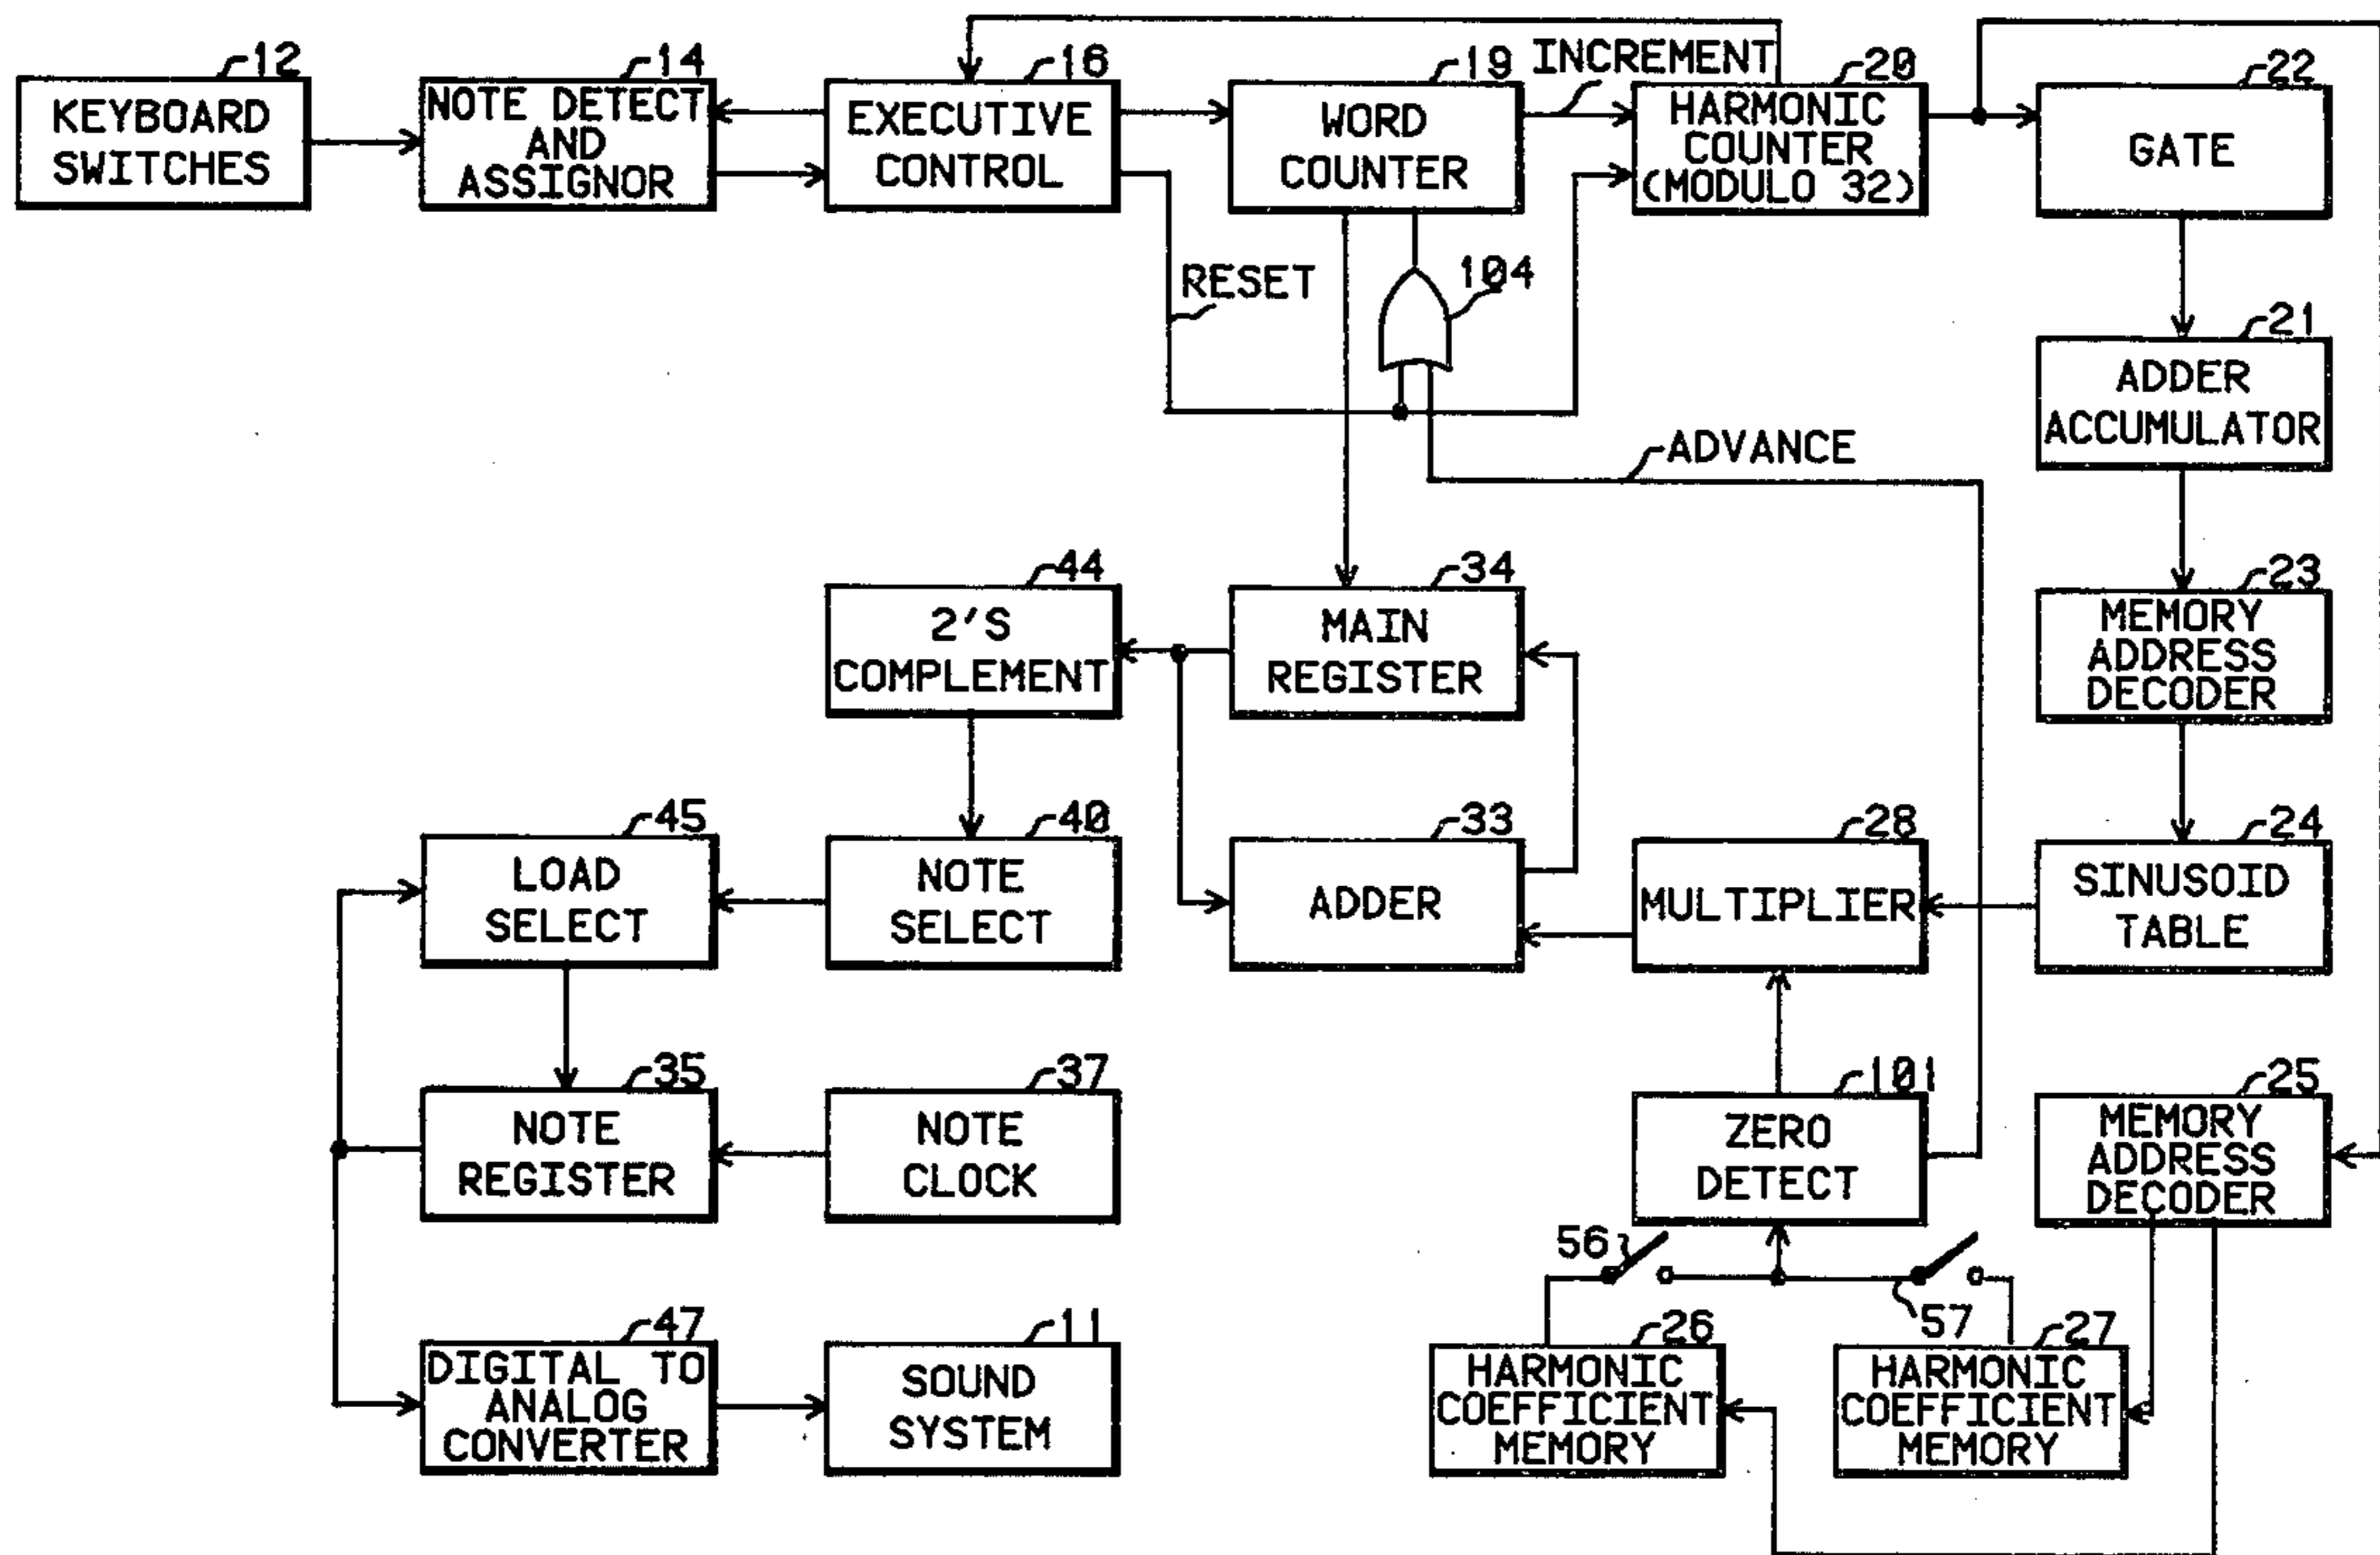 12
KEYBOARD
SWITCHES
14
NOTE DETECT
AND
ASSIGNOR
16
EXECUTIVE
CONTROL
19
WORD
COUNTER
INCREMENT
20
HARMONIC
COUNTER
(MODULO 32)
22
GATE
RESET
104
21
ADDER
ACCUMULATOR
ADVANCE
44
2'S
COMPLEMENT
34
MAIN
REGISTER
23
MEMORY
ADDRESS
DECODER
45
LOAD
SELECT
40
NOTE
SELECT
33
ADDER
28
MULTIPLIER
24
SINUSOID
TABLE
35
NOTE
REGISTER
37
NOTE
CLOCK
101
ZERO
DETECT
25
MEMORY
ADDRESS
DECODER
56
57
47
DIGITAL TO
ANALOG
CONVERTER
11
SOUND
SYSTEM
26
HARMONIC
COEFFICIENT
MEMORY
27
HARMONIC
COEFFICIENT
MEMORY